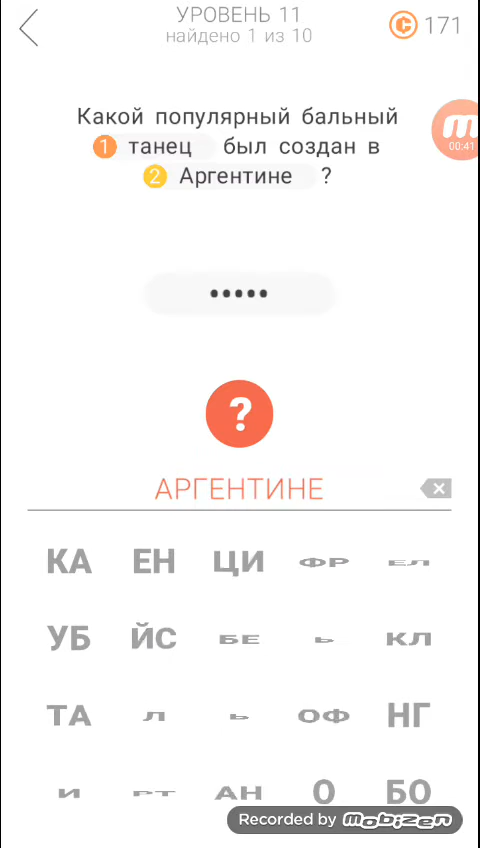 УРОВЕНЬ 11
найдено 1 из 10
171
Какой популярный бальный
1 танец был создан в
2 Аргентине ?
m
00:41
•••••
?
АРГЕНТИНЕ
КА ЕН ЦИ ФР ЕЛ
УБ ЙС БЕ Ь КЛ
ТА Л Ь ОФ НГ
И РТ АН О БО
Recorded by mobizen